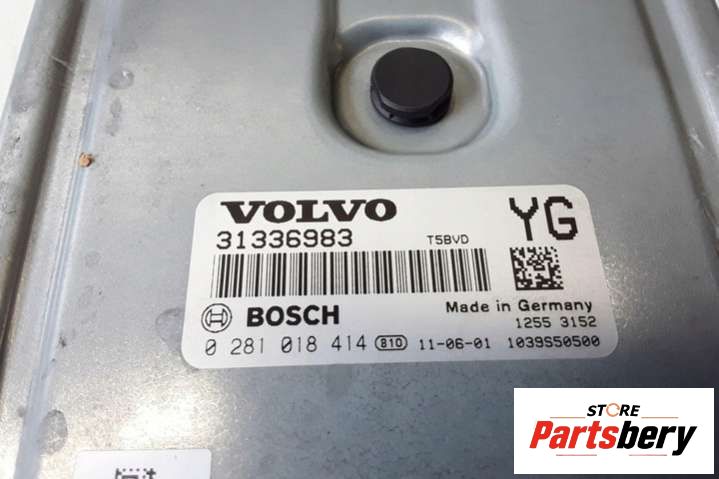 VOLVO YG
31336983 T5BVD
Made in Germany
BOSCH 1255 3152
0 281 018 414 810 11-06-01 1039S50500
STORE
Partsbery